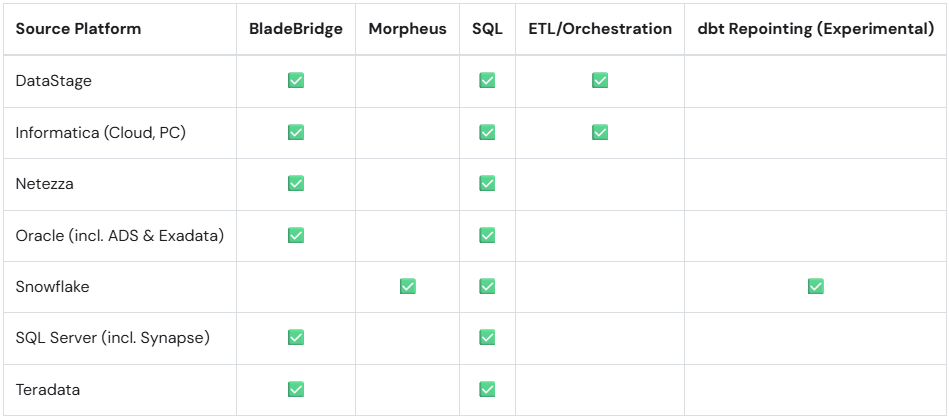 Source Platform BladeBridge Morpheus SQL ETL/Orchestration dbt Repointing (Experimental)
DataStage ✅ ✅ ✅
Informatica (Cloud, PC) ✅ ✅ ✅
Netezza ✅ ✅
Oracle (incl. ADS & Exadata) ✅ ✅
Snowflake ✅ ✅ ✅
SQL Server (incl. Synapse) ✅ ✅
Teradata ✅ ✅